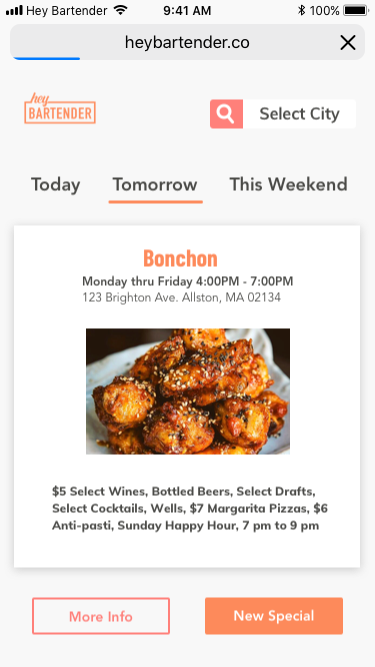 Hey Bartender 9:41 AM 100%
heybartender.co
hey
BARTENDER
Select City
Today Tomorrow This Weekend
Bonchon
Monday thru Friday 4:00PM - 7:00PM
123 Brighton Ave. Allston, MA 02134
$5 Select Wines, Bottled Beers, Select Drafts,
Select Cocktails, Wells, $7 Margarita Pizzas, $6
Anti-pasti, Sunday Happy Hour, 7 pm to 9 pm
More Info New Special